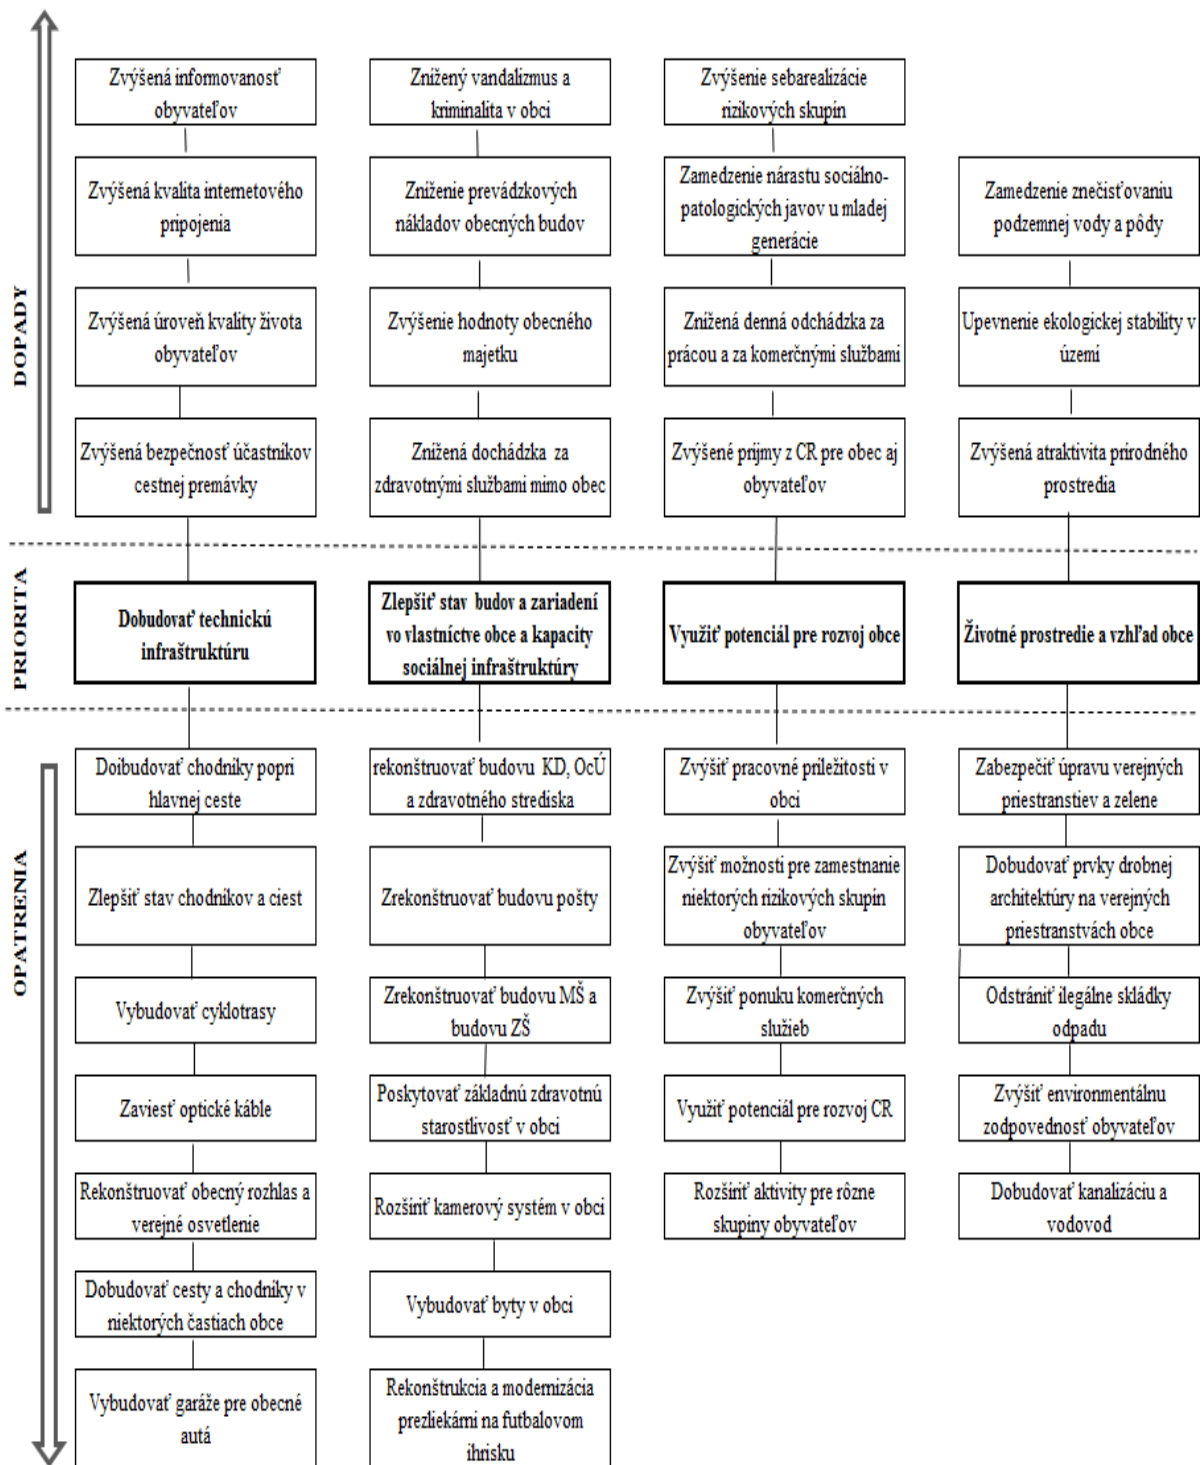 DOPADY
Zvýšená informovanosť
obyvateľov
Znížený vandalizmus a
kriminalita v obci
Zvýšenie sebarealizácie
rizikových skupín
Zvýšená kvalita internetového
pripojenia
Zníženie prevádzkových
nákladov obecných budov
Zamedzenie nárastu sociálno-
patologických javov u mladej
generácie
Zamedzenie znečisťovaniu
podzemnej vody a pôdy
Zvýšená úroveň kvality života
obyvateľov
Zvýšenie hodnoty obecného
majetku
Znížená denná odchádzka za
prácou a za komerčnými službami
Upevnenie ekologickej stability v
území
Zvýšená bezpečnosť účastníkov
cestnej premávky
Znížená dochádzka za
zdravotnými službami mimo obec
Zvýšené príjmy z CR pre obec aj
obyvateľov
Zvýšená atraktivita prírodného
prostredia
PRIORITA
Dobudovať technickú
infraštruktúru
Zlepšiť stav budov a zariadení
vo vlastníctve obce a kapacity
sociálnej infraštruktúry
Využiť potenciál pre rozvoj obce
Životné prostredie a vzhľad obce
OPATRENIA
Doibudovať chodníky popri
hlavnej ceste
rekonštruovať budovu KD, OcÚ
a zdravotného strediska
Zvýšiť pracovné príležitosti v
obci
Zabezpečiť úpravu verejných
priestranstiev a zelene
Zlepšiť stav chodníkov a ciest
Zrekonštruovať budovu pošty
Zvýšiť možnosti pre zamestnanie
niektorých rizikových skupín
obyvateľov
Dobudovať prvky drobnej
architektúry na verejných
priestranstvách obce
Vybudovať cyklotrasy
Zrekonštruovať budovu MŠ a
budovu ZŠ
Zvýšiť ponuku komerčných
služieb
Odstrániť ilegálne skládky
odpadu
Zaviesť optické káble
Poskytovať základnú zdravotnú
starostlivosť v obci
Využiť potenciál pre rozvoj CR
Zvýšiť environmentálnu
zodpovednosť obyvateľov
Rekonštruovať obecný rozhlas a
verejné osvetlenie
Rozšíriť kamerový systém v obci
Rozšíriť aktivity pre rôzne
skupiny obyvateľov
Dobudovať kanalizáciu a
vodovod
Dobudovať cesty a chodníky v
niektorých častiach obce
Vybudovať byty v obci
Vybudovať garáže pre obecné
autá
Rekonštrukcia a modernizácia
prezliekárni na futbalovom
ihrisku